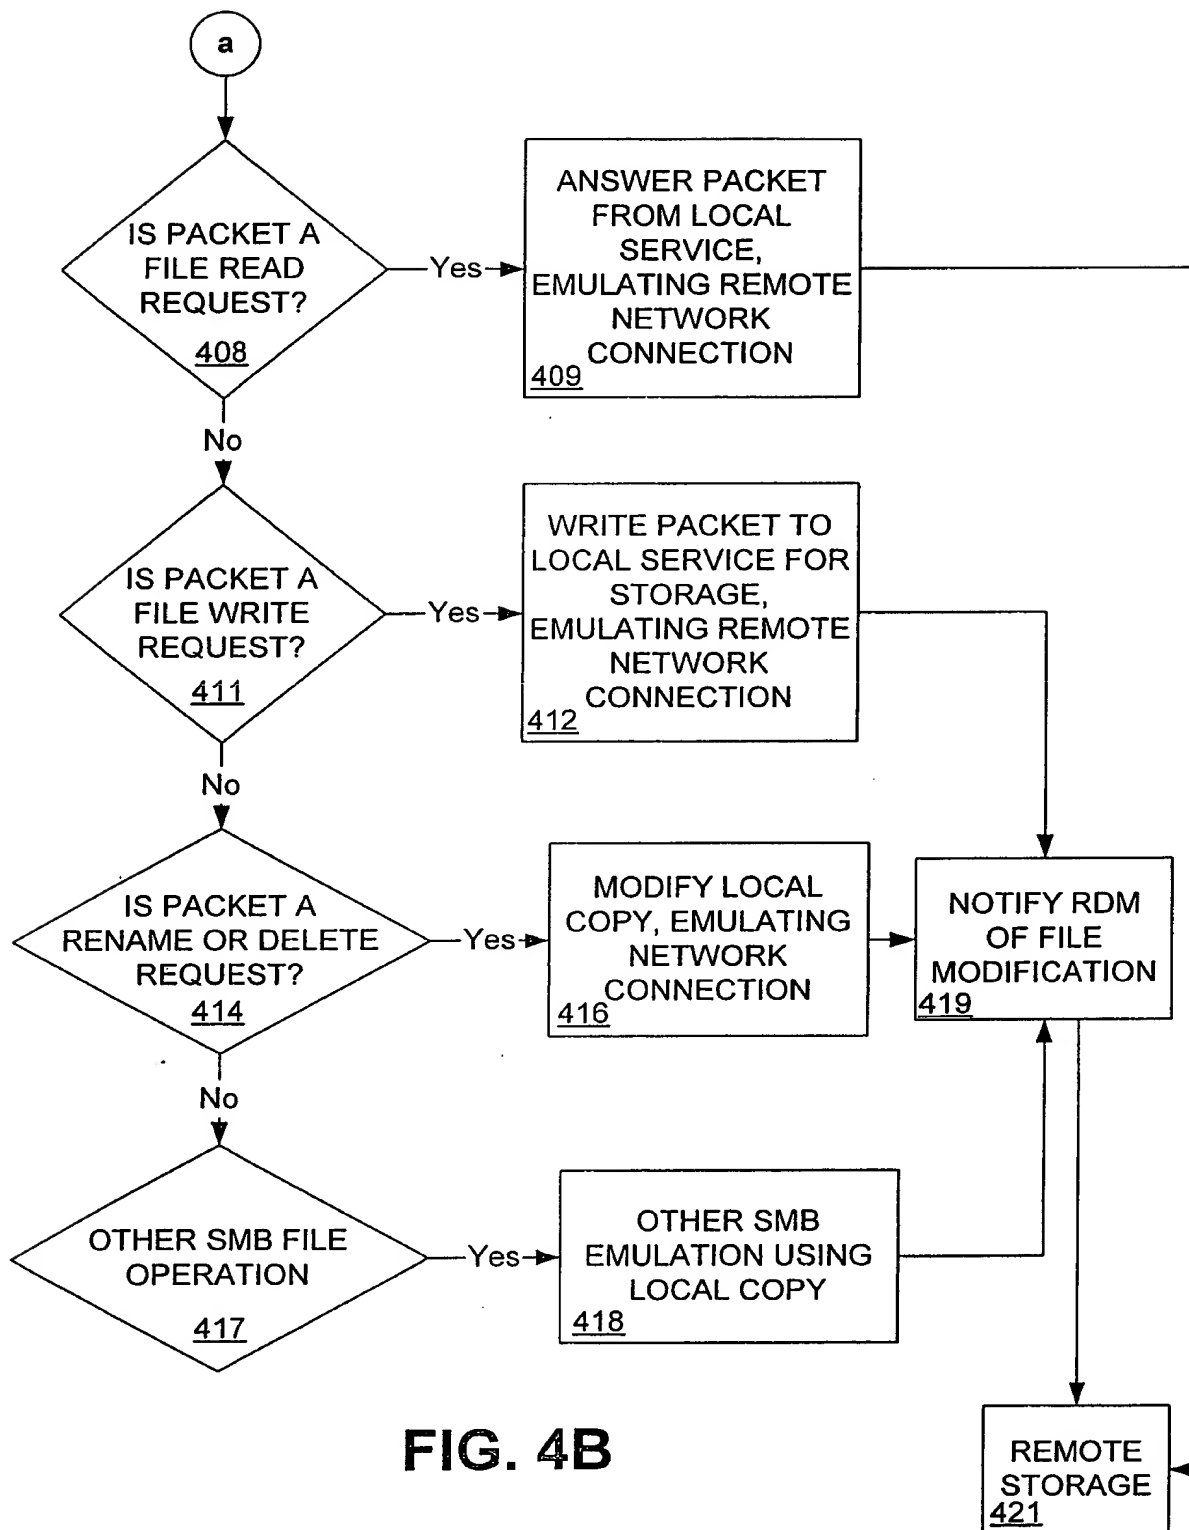 a
IS PACKET A
FILE READ
REQUEST?
408
Yes
ANSWER PACKET
FROM LOCAL
SERVICE,
EMULATING REMOTE
NETWORK
CONNECTION
409
No
IS PACKET A
FILE WRITE
REQUEST?
411
Yes
WRITE PACKET TO
LOCAL SERVICE FOR
STORAGE,
EMULATING REMOTE
NETWORK
CONNECTION
412
No
IS PACKET A
RENAME OR DELETE
REQUEST?
414
Yes
MODIFY LOCAL
COPY, EMULATING
NETWORK
CONNECTION
416
NOTIFY RDM
OF FILE
MODIFICATION
419
No
OTHER SMB FILE
OPERATION
417
Yes
OTHER SMB
EMULATION USING
LOCAL COPY
418
REMOTE
STORAGE
421
FIG. 4B